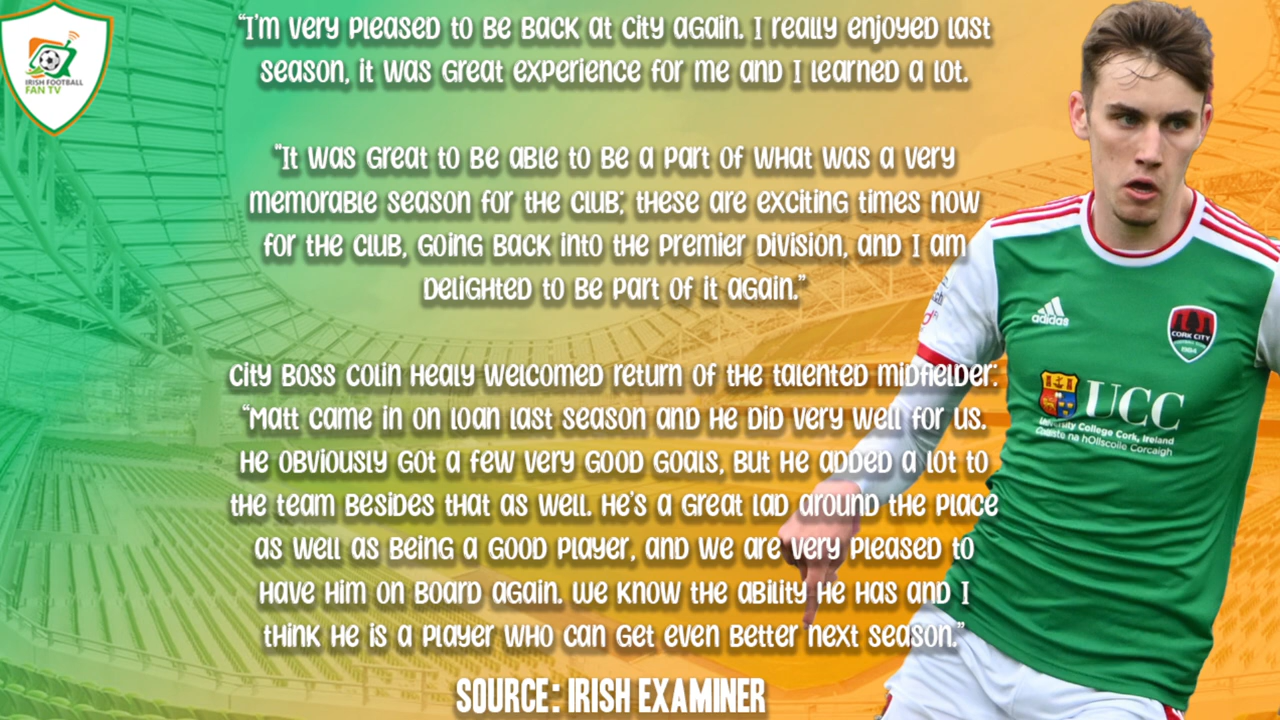 IRISH FOOTBALL
FAN TV
“I'm very pleased to be back at City again. I really enjoyed last
season, it was great experience for me and I learned a lot.
"It was great to be able to be a part of what was a very
memorable season for the club; these are exciting times now
for the club, going back into the Premier Division, and I am
delighted to be part of it again.”
City boss Colin Healy welcomed return of the talented midfielder:
“Matt came in on loan last season and he did very well for us.
He obviously got a few very good goals, but he added a lot to
the team besides that as well. He's a great lad around the place
as well as being a good player, and we are very pleased to
have him on board again. We know the ability he has and I
think he is a player who can get even better next season.”
SOURCE: IRISH EXAMINER
adidas
CORK CITY
1984
UCC
University College Cork, Ireland
Coláiste na hOllscoile Corcaigh